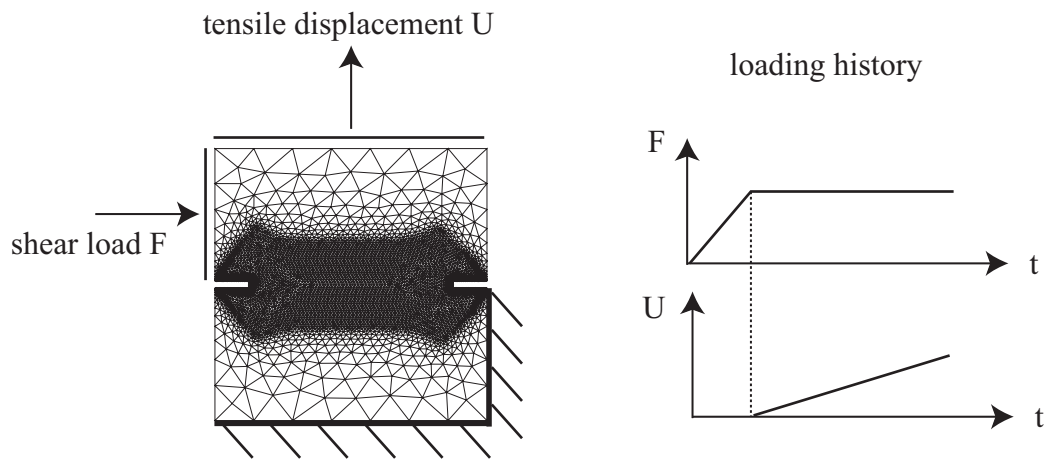 tensile displacement U
shear load F
loading history
F
t
U
t